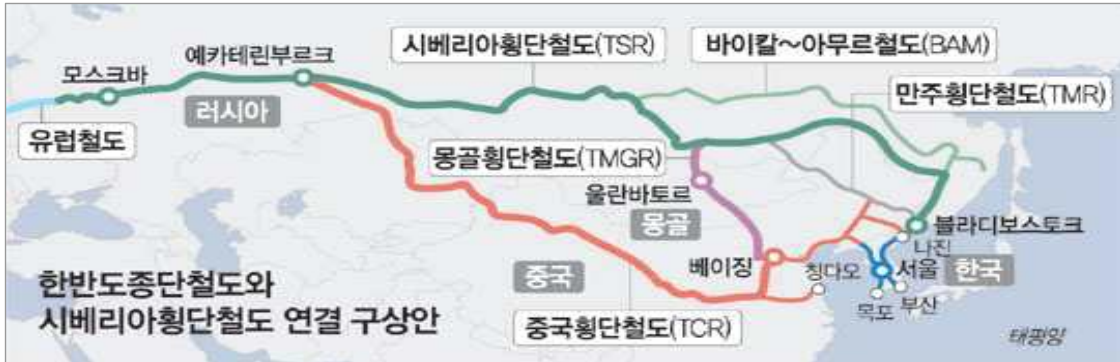 시베리아횡단철도(TSR)
바이칼~아무르철도(BAM)
예카테린부르크
모스크바
만주횡단철도(TMR)
러시아
유럽철도
몽골횡단철도(TMGR)
울란바토르
몽골
블라디보스토크
나진
베이징
칭다오
서울
한국
중국
목포
부산
한반도종단철도와
시베리아횡단철도 연결 구상안
중국횡단철도(TCR)
태평양